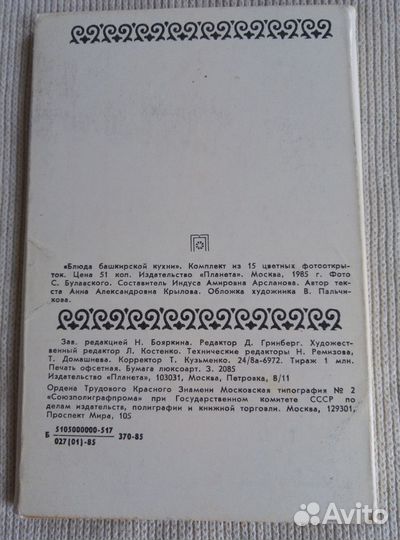 «Блюда башкирской кухни». Комплект из 15 цветных фотооткры-
ток. Цена 51 коп. Издательство «Планета». Москва, 1985 г. Фото
С. Булавского. Составитель Индуса Амировна Арсланова. Автор тек-
ста Анна Александровна Крылова. Обложка художника В. Пальчи-
кова.
Зав. редакцией Н. Бояркина. Редактор Д. Гринберг. Художест-
венный редактор Л. Костенко. Технические редакторы Н. Ремизова,
Т. Домашнева. Корректор Т. Кузьменко. 24/8а-6972. Тираж 1 млн.
Печать офсетная. Бумага люксоарт. З. 2085
Издательство «Планета», 103031, Москва, Петровка, 8/11
Ордена Трудового Красного Знамени Московская типография № 2
«Союзполиграфпрома» при Государственном комитете СССР по
делам издательств, полиграфии и книжной торговли. Москва, 129301,
Проспект Мира, 105
Б 5105000000-517 370-85
027(01)-85
Avito